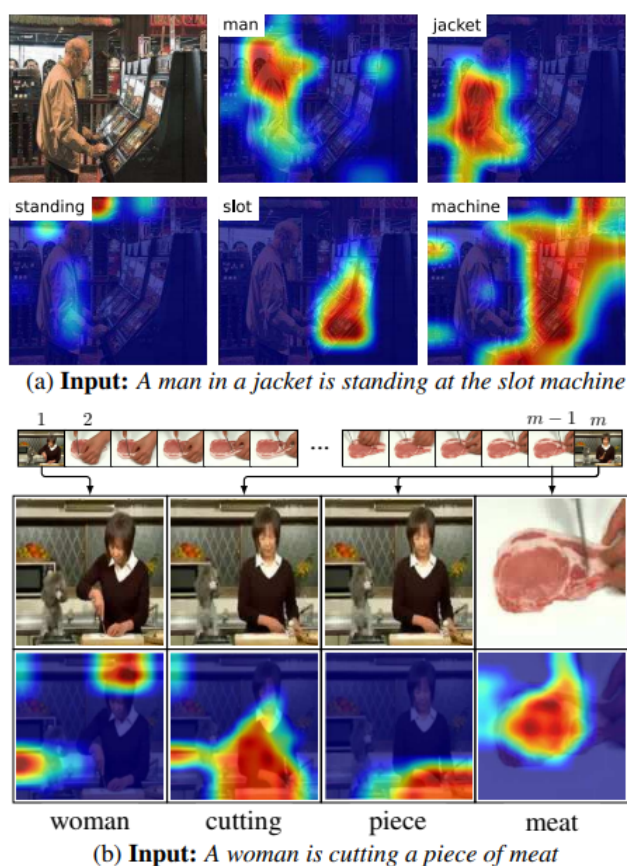 man
jacket
standing
slot
machine
(a) Input: A man in a jacket is standing at the slot machine
1 2 ... m − 1 m
woman cutting piece meat
(b) Input: A woman is cutting a piece of meat